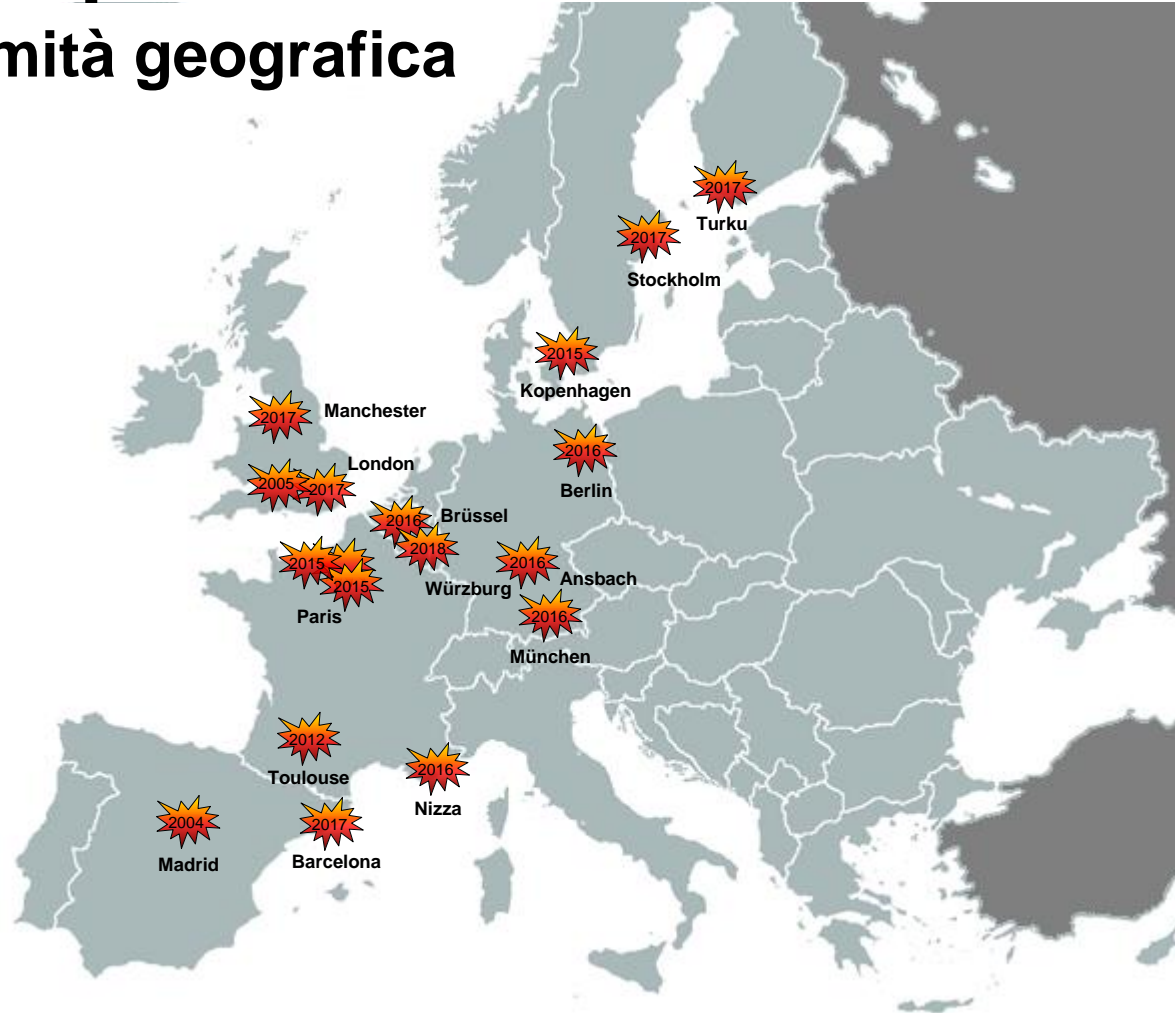 mità geografica
2017
Turku
2017
Stockholm
2015
Kopenhagen
2017
Manchester
London
2005
2017
2016
Berlin
2016
Brüssel
2018
2015
2015
Paris
Würzburg
2016
Ansbach
2016
München
2012
Toulouse
2016
Nizza
2004
Madrid
2017
Barcelona